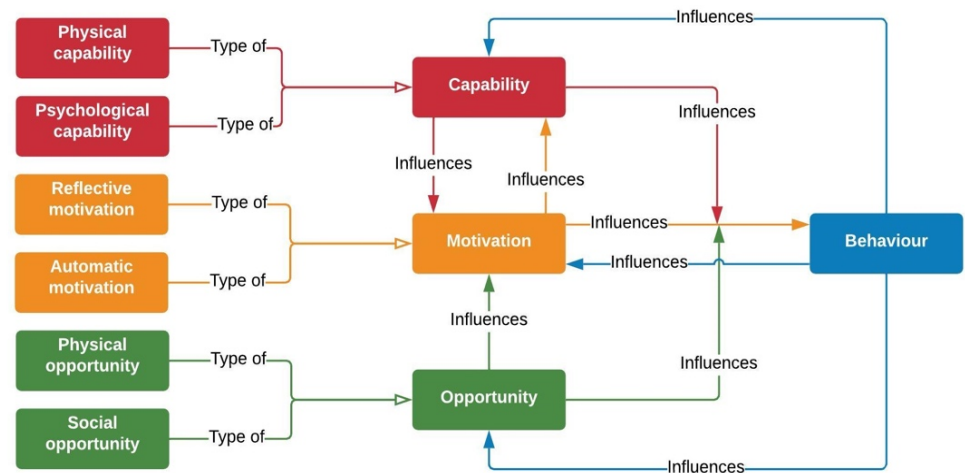 Influences
Physical
capability
Type of
Capability
Psychological
capability
Type of
Influences
Influences
Influences
Reflective
motivation
Type of
Influences
Motivation
Behaviour
Influences
Automatic
motivation
Type of
Influences
Physical
opportunity
Type of
Influences
Opportunity
Social
opportunity
Type of
Influences